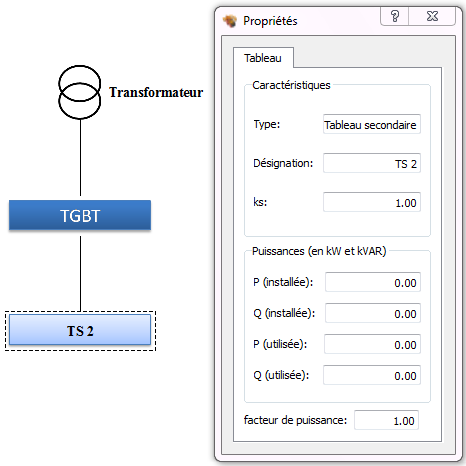 Transformateur
TGBT
TS 2
Propriétés
Tableau
Caractéristiques
Type: Tableau secondaire
Désignation: TS 2
ks: 1.00
Puissances (en kW et kVAR)
P (installée): 0.00
Q (installée): 0.00
P (utilisée): 0.00
Q (utilisée): 0.00
facteur de puissance: 1.00